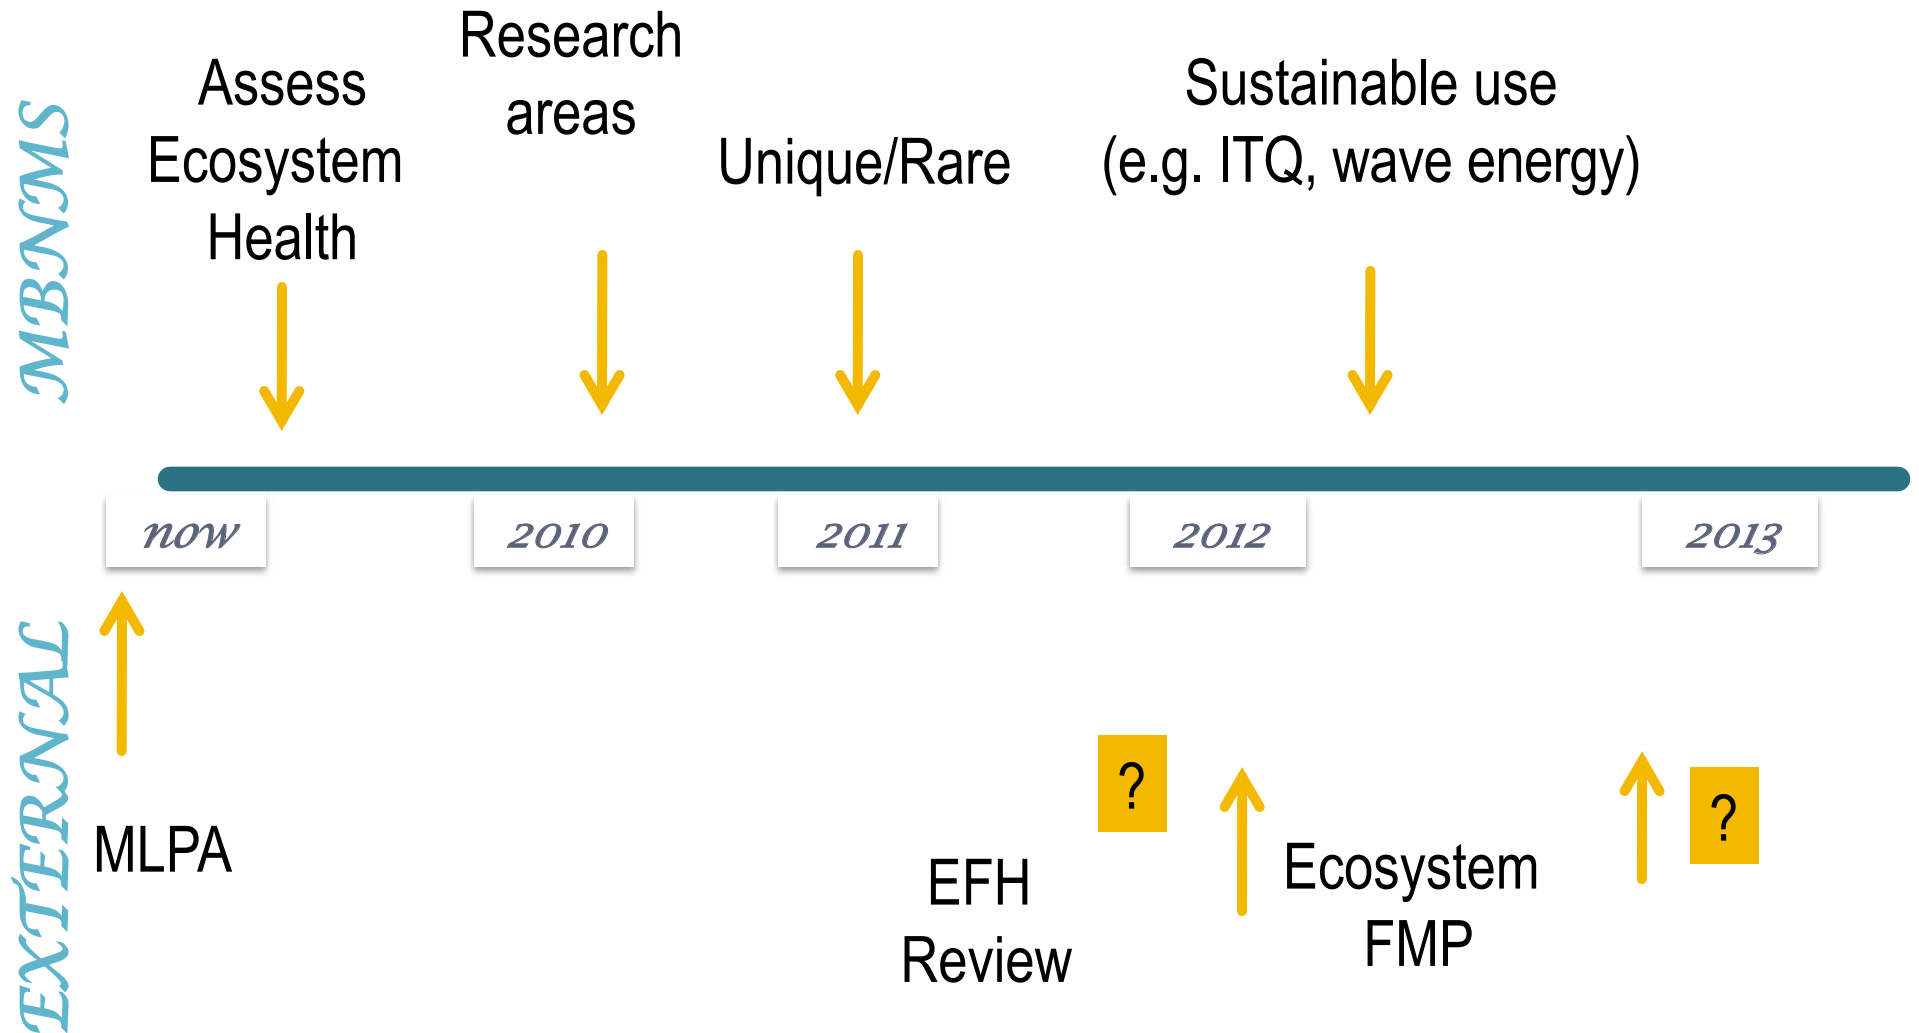 MBNMS
Assess
Ecosystem
Health
Research
areas
Unique/Rare
Sustainable use
(e.g. ITQ, wave energy)
now
2010
2011
2012
2013
EXTERNAL
MLPA
EFH
Review
?
Ecosystem
FMP
?